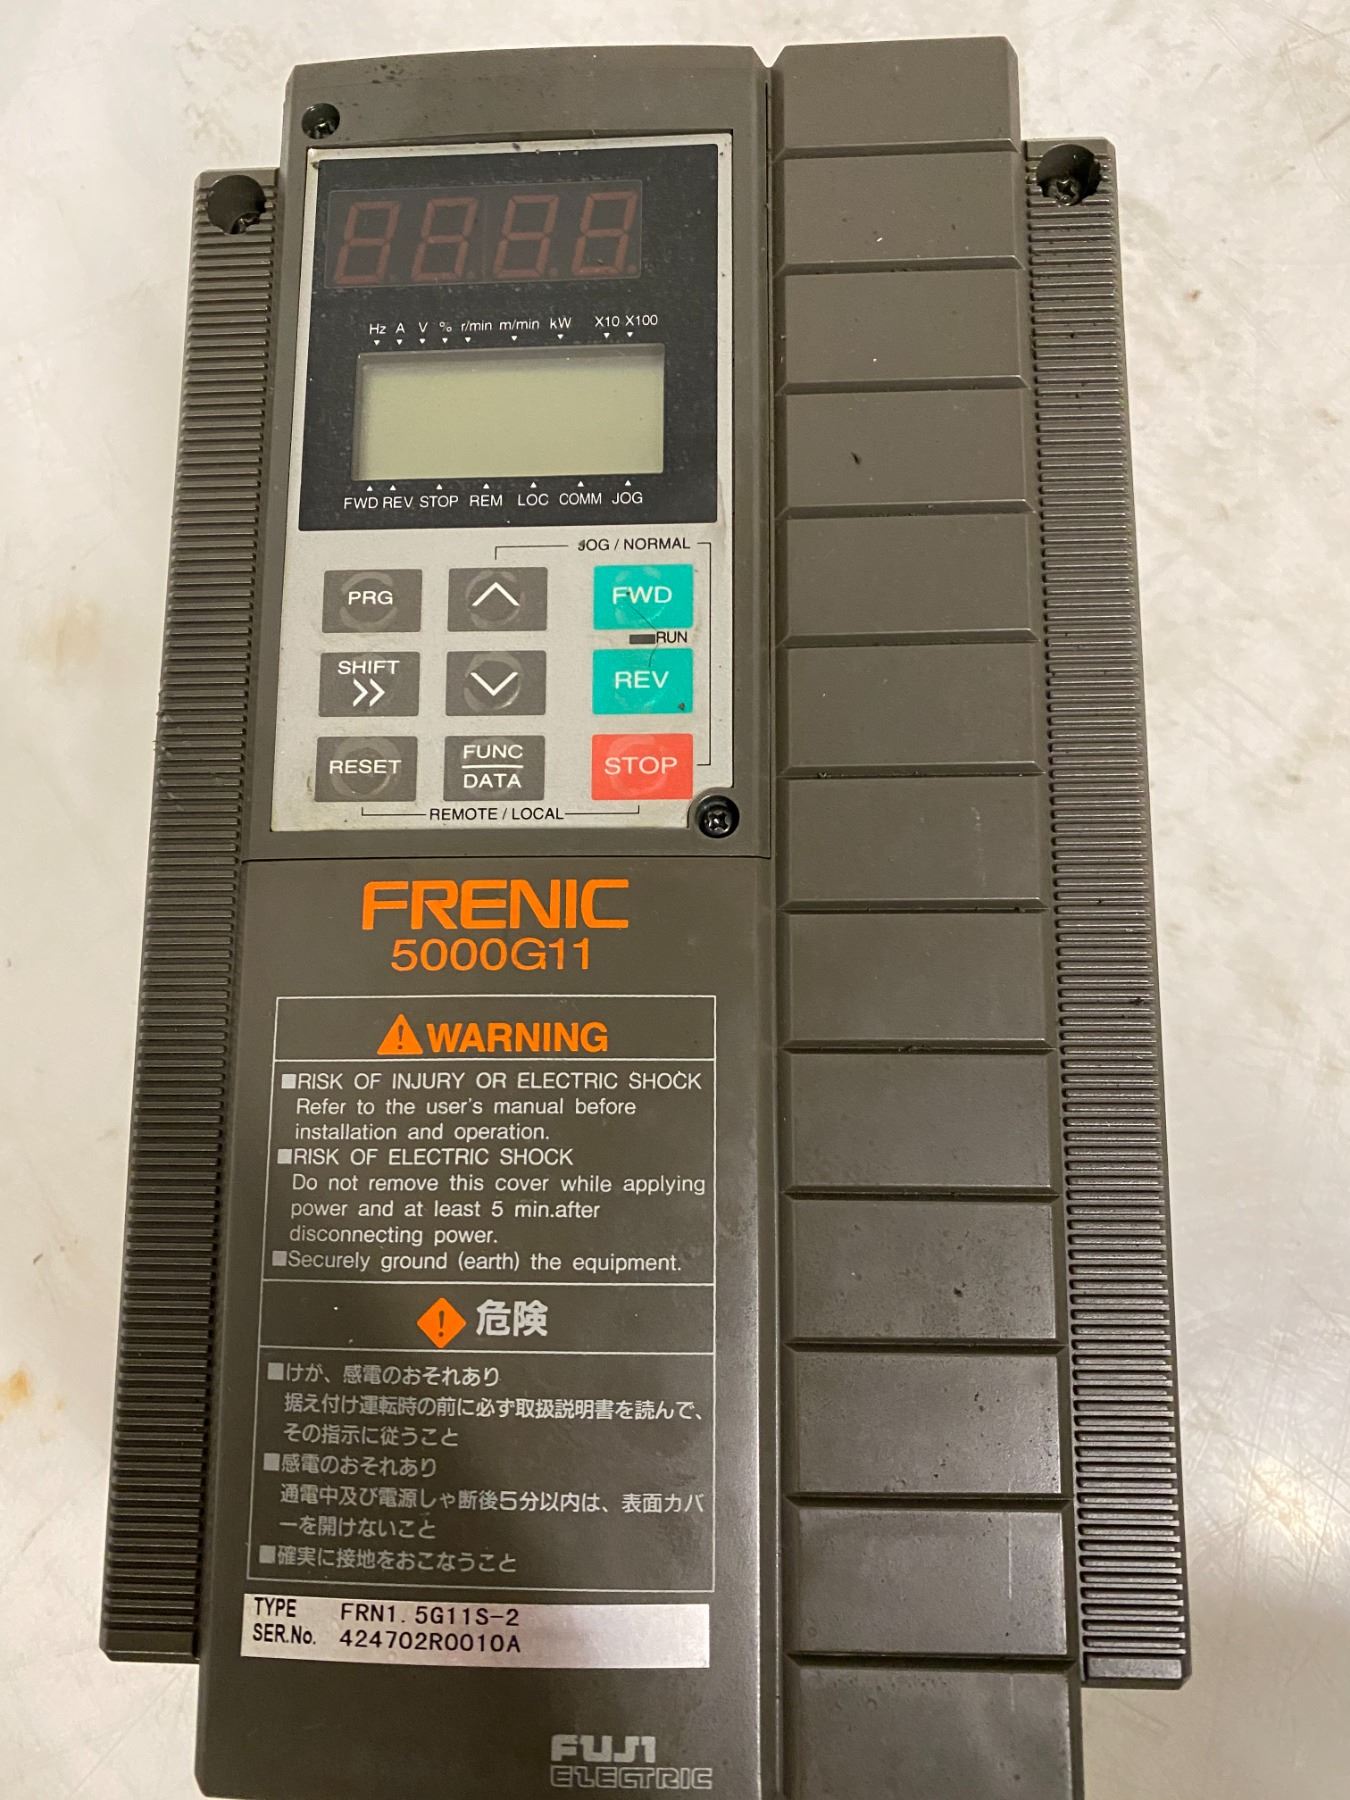 8.8.8.8.
Hz A V % r/min m/min kW X10 X100
FWD REV STOP REM LOC COMM JOG
JOG / NORMAL
PRG
FWD
RUN
SHIFT
REV
RESET
FUNC
DATA
STOP
REMOTE / LOCAL
FRENIC
5000G11
WARNING
■RISK OF INJURY OR ELECTRIC SHOCK
Refer to the user's manual before
installation and operation.
■RISK OF ELECTRIC SHOCK
Do not remove this cover while applying
power and at least 5 min.after
disconnecting power.
■Securely ground (earth) the equipment.
危険
■けが、感電のおそれあり
据え付け運転時の前に必ず取扱説明書を読んで、
その指示に従うこと
■感電のおそれあり
通電中及び電源しゃ断後5分以内は、表面カバ
ーを開けないこと
■確実に接地をおこなうこと
TYPE FRN1.5G11S-2
SER.No. 424702R0010A
FUJI
ELECTRIC